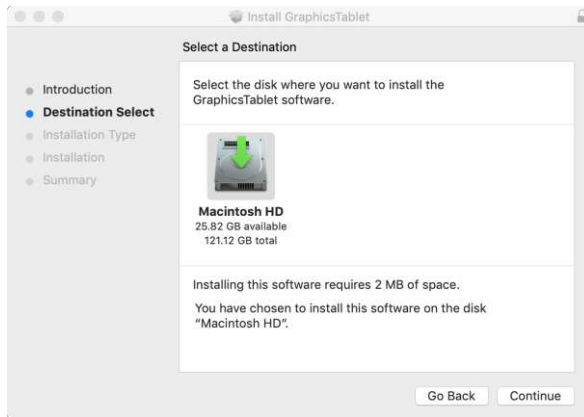 Install GraphicsTablet
Select a Destination
Introduction
Destination Select
Installation Type
Installation
Summary
Select the disk where you want to install the
GraphicsTablet software.
Macintosh HD
25.82 GB available
121.12 GB total
Installing this software requires 2 MB of space.
You have chosen to install this software on the disk
“Macintosh HD”.
Go Back
Continue